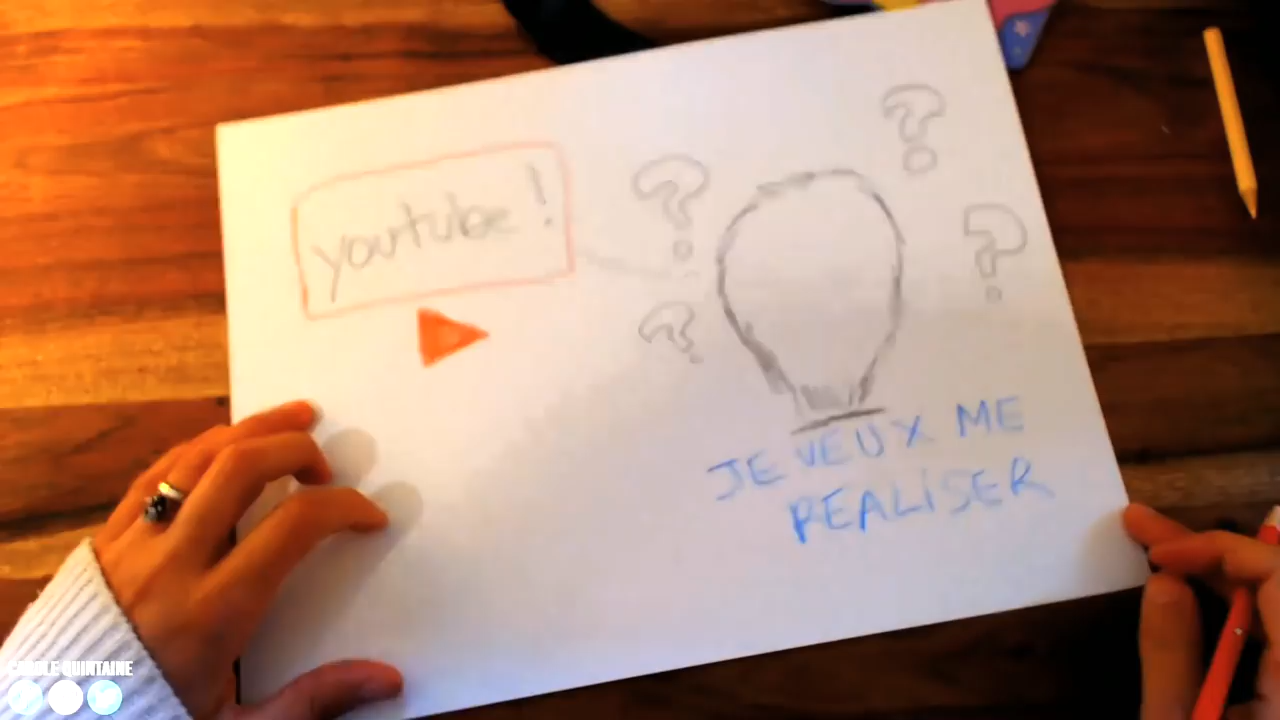 youtube !
? ? ? ?
JE VEUX ME
REALiSER
CAROLE QUINTAINE